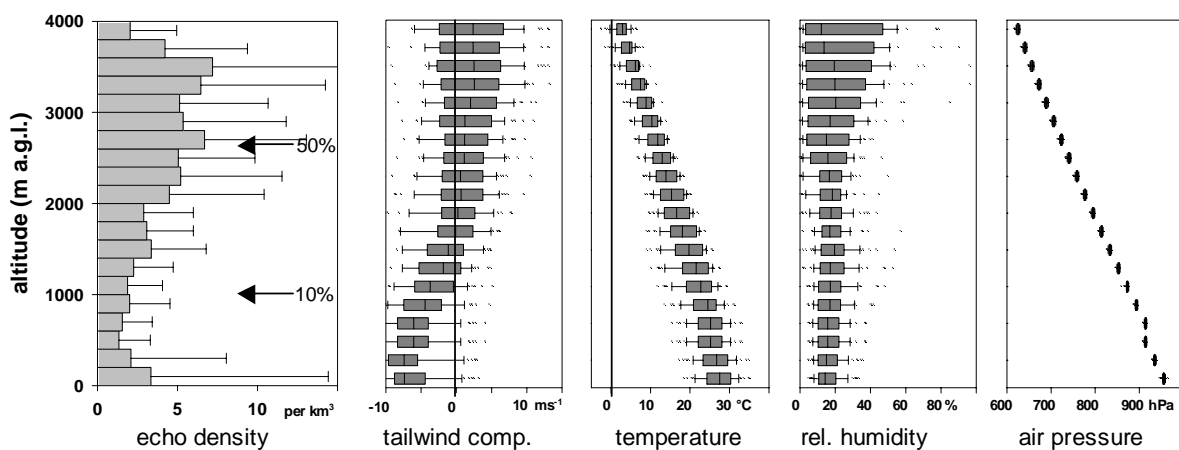 altitude (m a.g.l.)
4000
3000
2000
1000
0
50%
10%
0 5 10 per km³
echo density
-10 0 10 ms⁻¹
tailwind comp.
0 10 20 30 °C
temperature
0 20 40 60 80 %
rel. humidity
600 700 800 900 hPa
air pressure